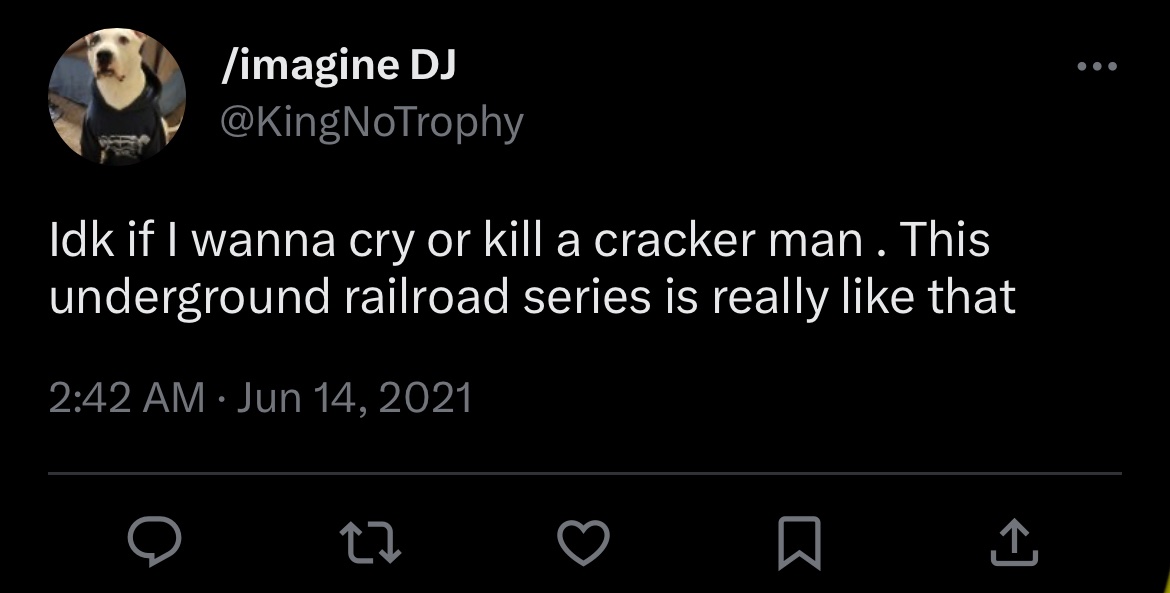 /imagine DJ
@KingNoTrophy
Idk if I wanna cry or kill a cracker man . This
underground railroad series is really like that
2:42 AM · Jun 14, 2021